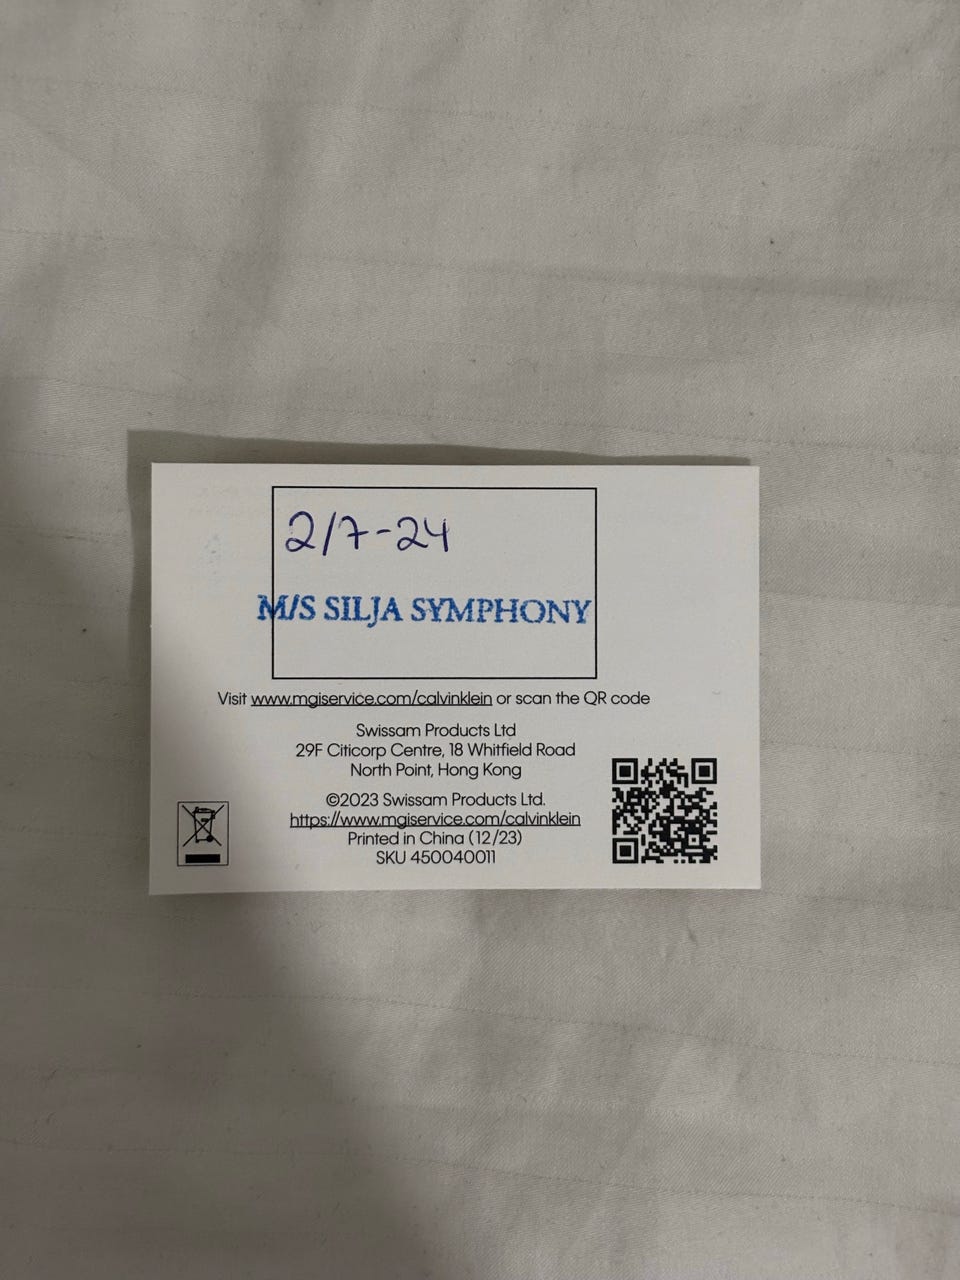 2/7-24
M/S SILJA SYMPHONY
Visit www.mgiservice.com/calvinklein or scan the QR code
Swissam Products Ltd
29F Citicorp Centre, 18 Whitfield Road
North Point, Hong Kong
©2023 Swissam Products Ltd.
https://www.mgiservice.com/calvinklein
Printed in China (12/23)
SKU 450040011